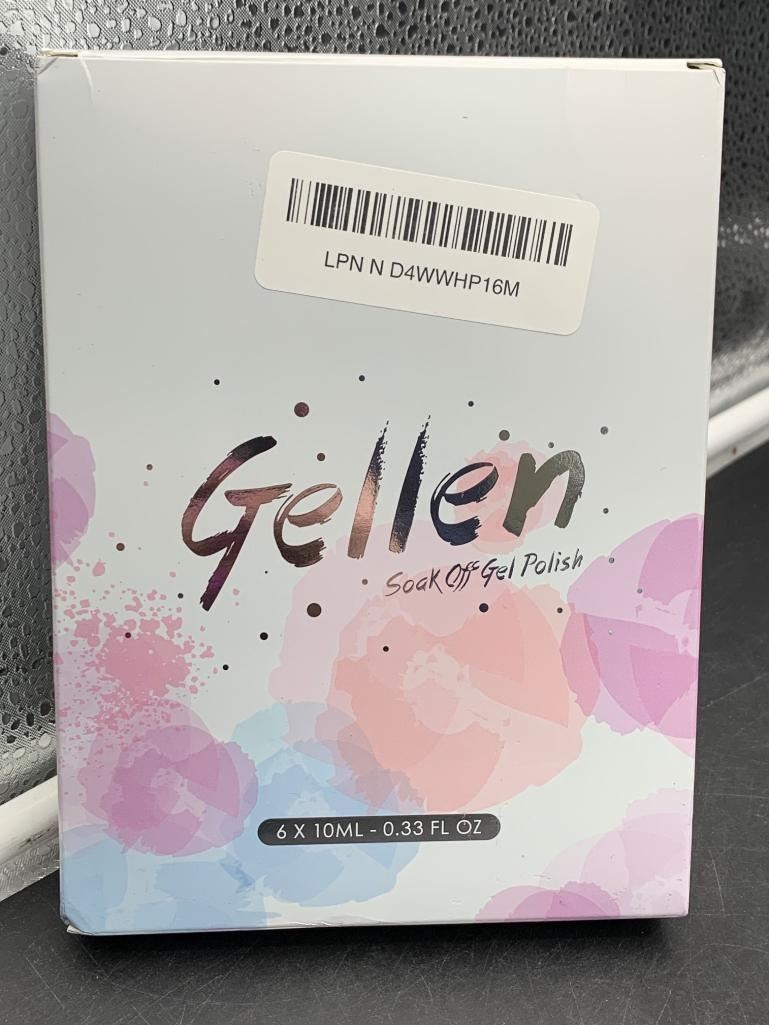 LPN N D4WWHP16M
Gellen
Soak Off Gel Polish
6 X 10ML - 0.33 FL OZ